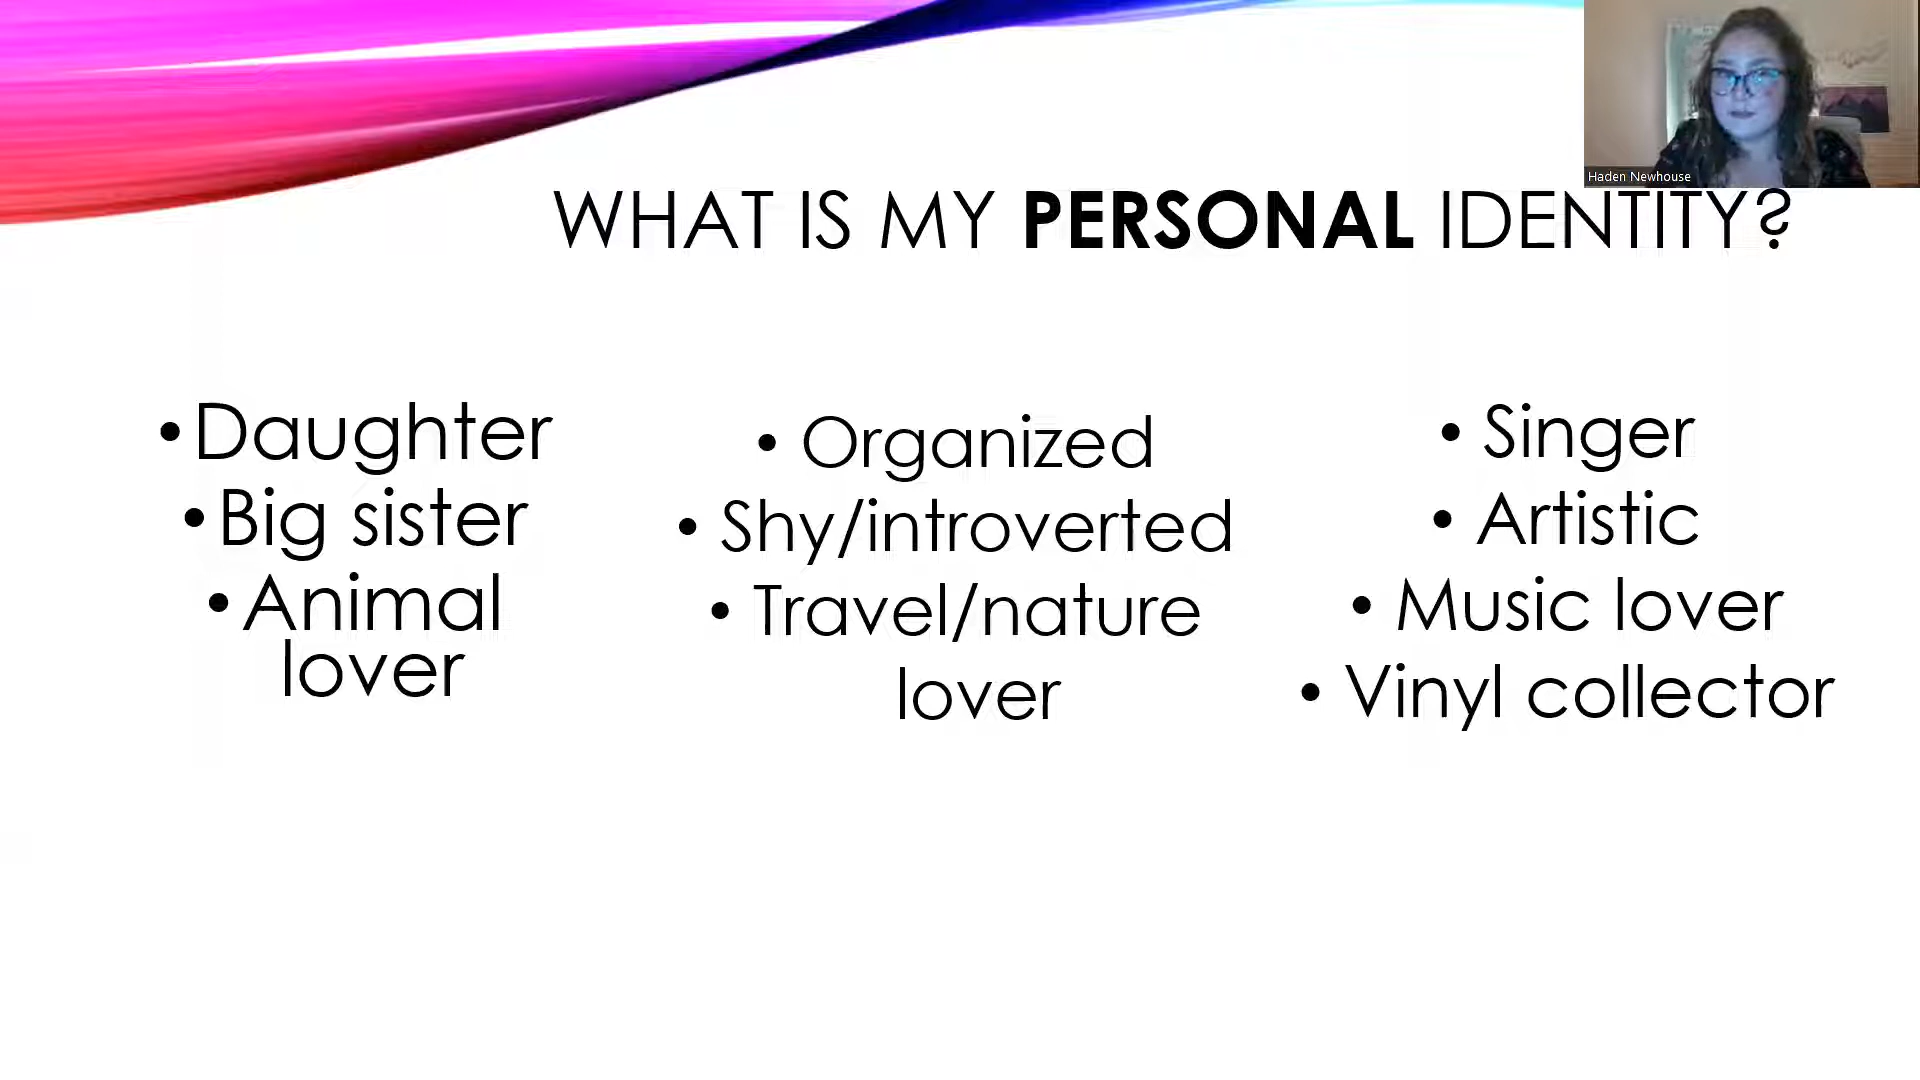 Haden Newhouse
WHAT IS MY PERSONAL IDENTITY?
•Daughter
•Big sister
•Animal
lover
• Organized
• Shy/introverted
• Travel/nature
lover
• Singer
• Artistic
• Music lover
• Vinyl collector